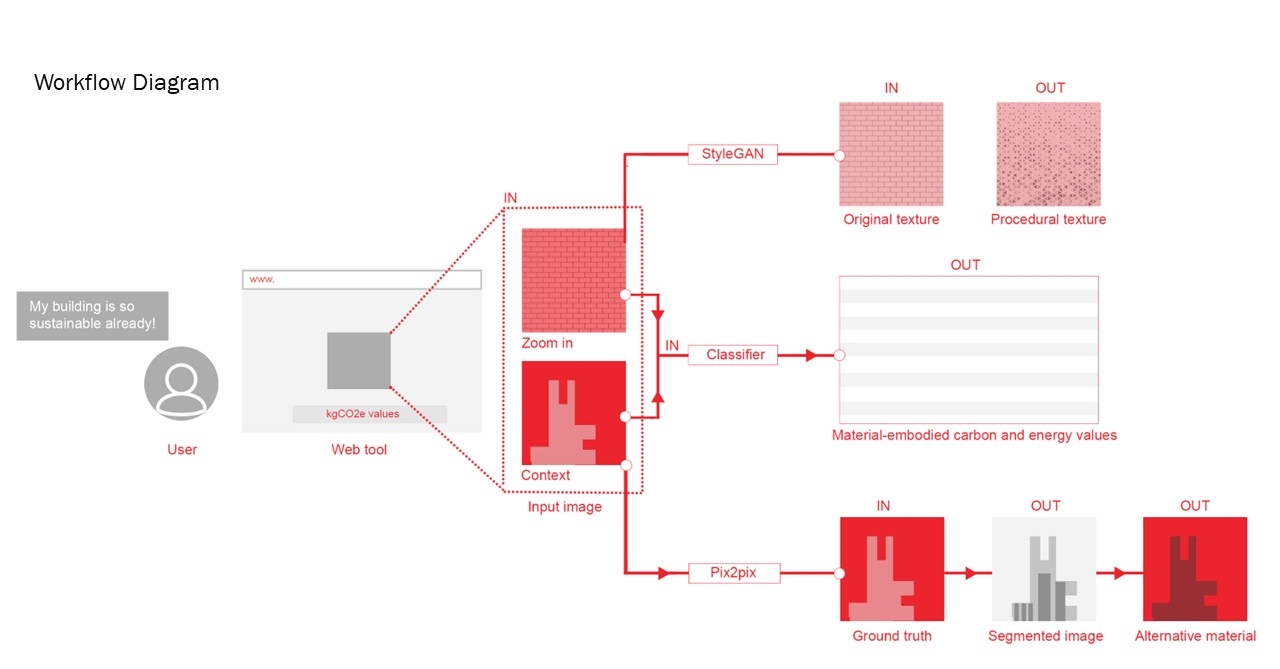 Workflow Diagram
My building is so
sustainable already!
User
www.
kgCO2e values
Web tool
IN
Zoom in
Context
Input image
StyleGAN
IN
Original texture
OUT
Procedural texture
IN
Classifier
OUT
Material-embodied carbon and energy values
Pix2pix
IN
Ground truth
OUT
Segmented image
OUT
Alternative material